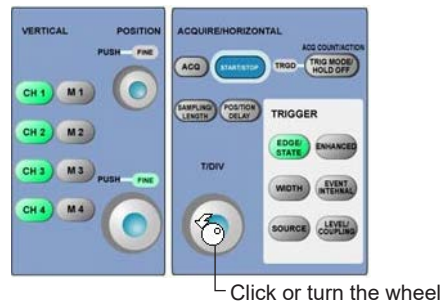 VERTICAL
POSITION
PUSH FINE
CH 1 M 1
CH 2 M 2
CH 3 M 3
CH 4 M 4
PUSH FINE
ACQUIRE/HORIZONTAL
ACQ COUNT/ACTION
ACQ START/STOP TRGD TRIG MODE/
HOLD OFF
SAMPLING/
LENGTH
POSITION
DELAY
T/DIV
TRIGGER
EDGE/
STATE
ENHANCED
WIDTH
EVENT
INTERNAL
SOURCE
LEVEL/
COUPLING
Click or turn the wheel